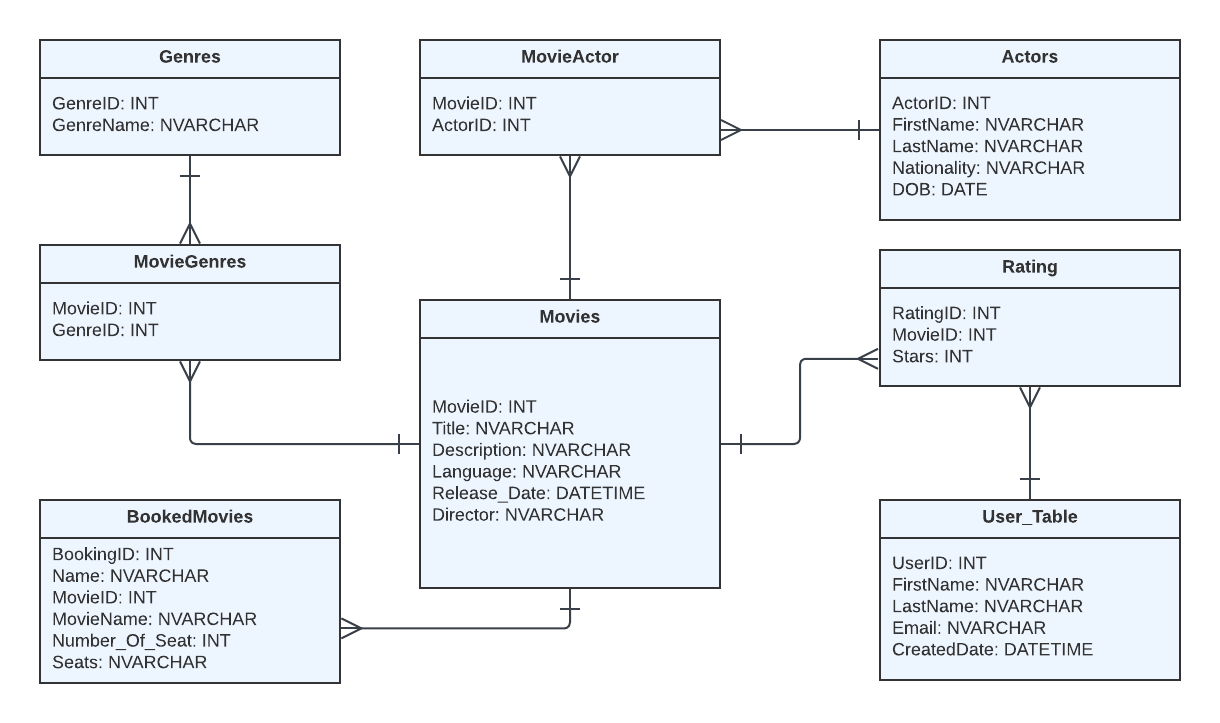 Genres
GenreID: INT
GenreName: NVARCHAR
MovieActor
MovieID: INT
ActorID: INT
Actors
ActorID: INT
FirstName: NVARCHAR
LastName: NVARCHAR
Nationality: NVARCHAR
DOB: DATE
MovieGenres
MovieID: INT
GenreID: INT
Movies
MovieID: INT
Title: NVARCHAR
Description: NVARCHAR
Language: NVARCHAR
Release_Date: DATETIME
Director: NVARCHAR
Rating
RatingID: INT
MovieID: INT
Stars: INT
BookedMovies
BookingID: INT
Name: NVARCHAR
MovieID: INT
MovieName: NVARCHAR
Number_Of_Seat: INT
Seats: NVARCHAR
User_Table
UserID: INT
FirstName: NVARCHAR
LastName: NVARCHAR
Email: NVARCHAR
CreatedDate: DATETIME